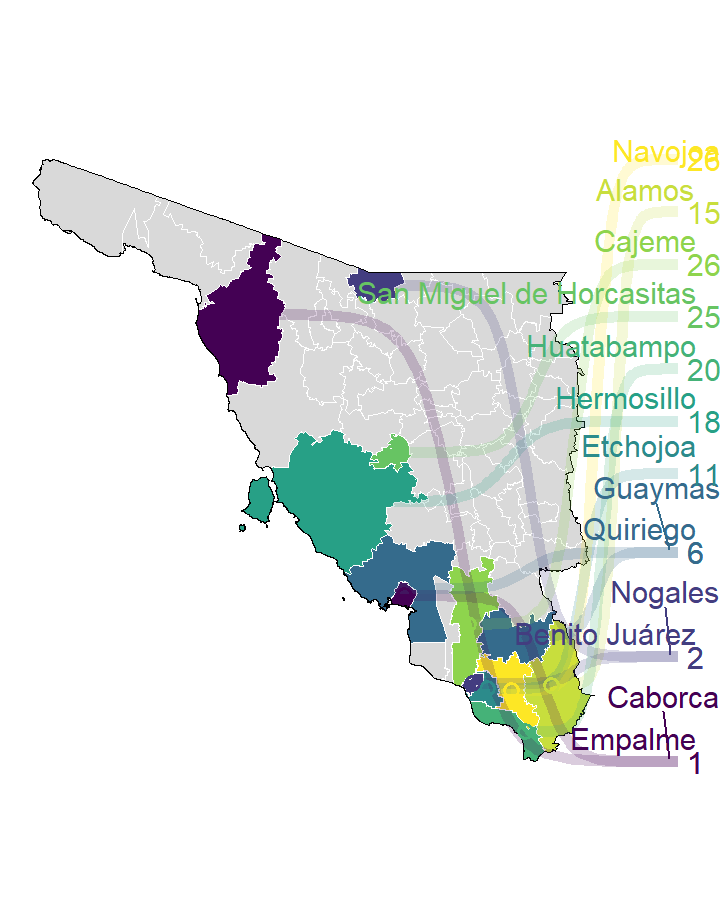 Navojoa
Alamos
15
Cajeme
26
San Miguel de Horcasitas
25
Huatabampo
20
Hermosillo
18
Etchojoa
11
Guaymas
Quiriego
6
Nogales
Benito Juárez
2
Caborca
Empalme
1